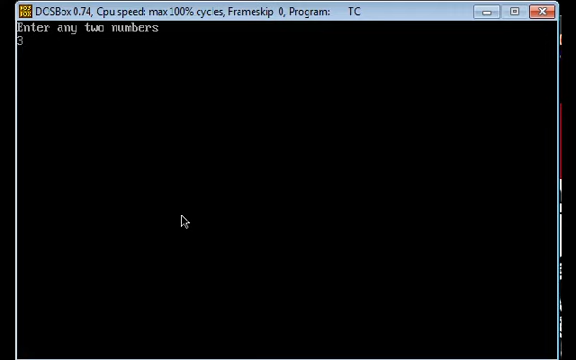 DOSBox 0.74, Cpu speed: max 100% cycles, Frameskip 0, Program: TC
Enter any two numbers
3